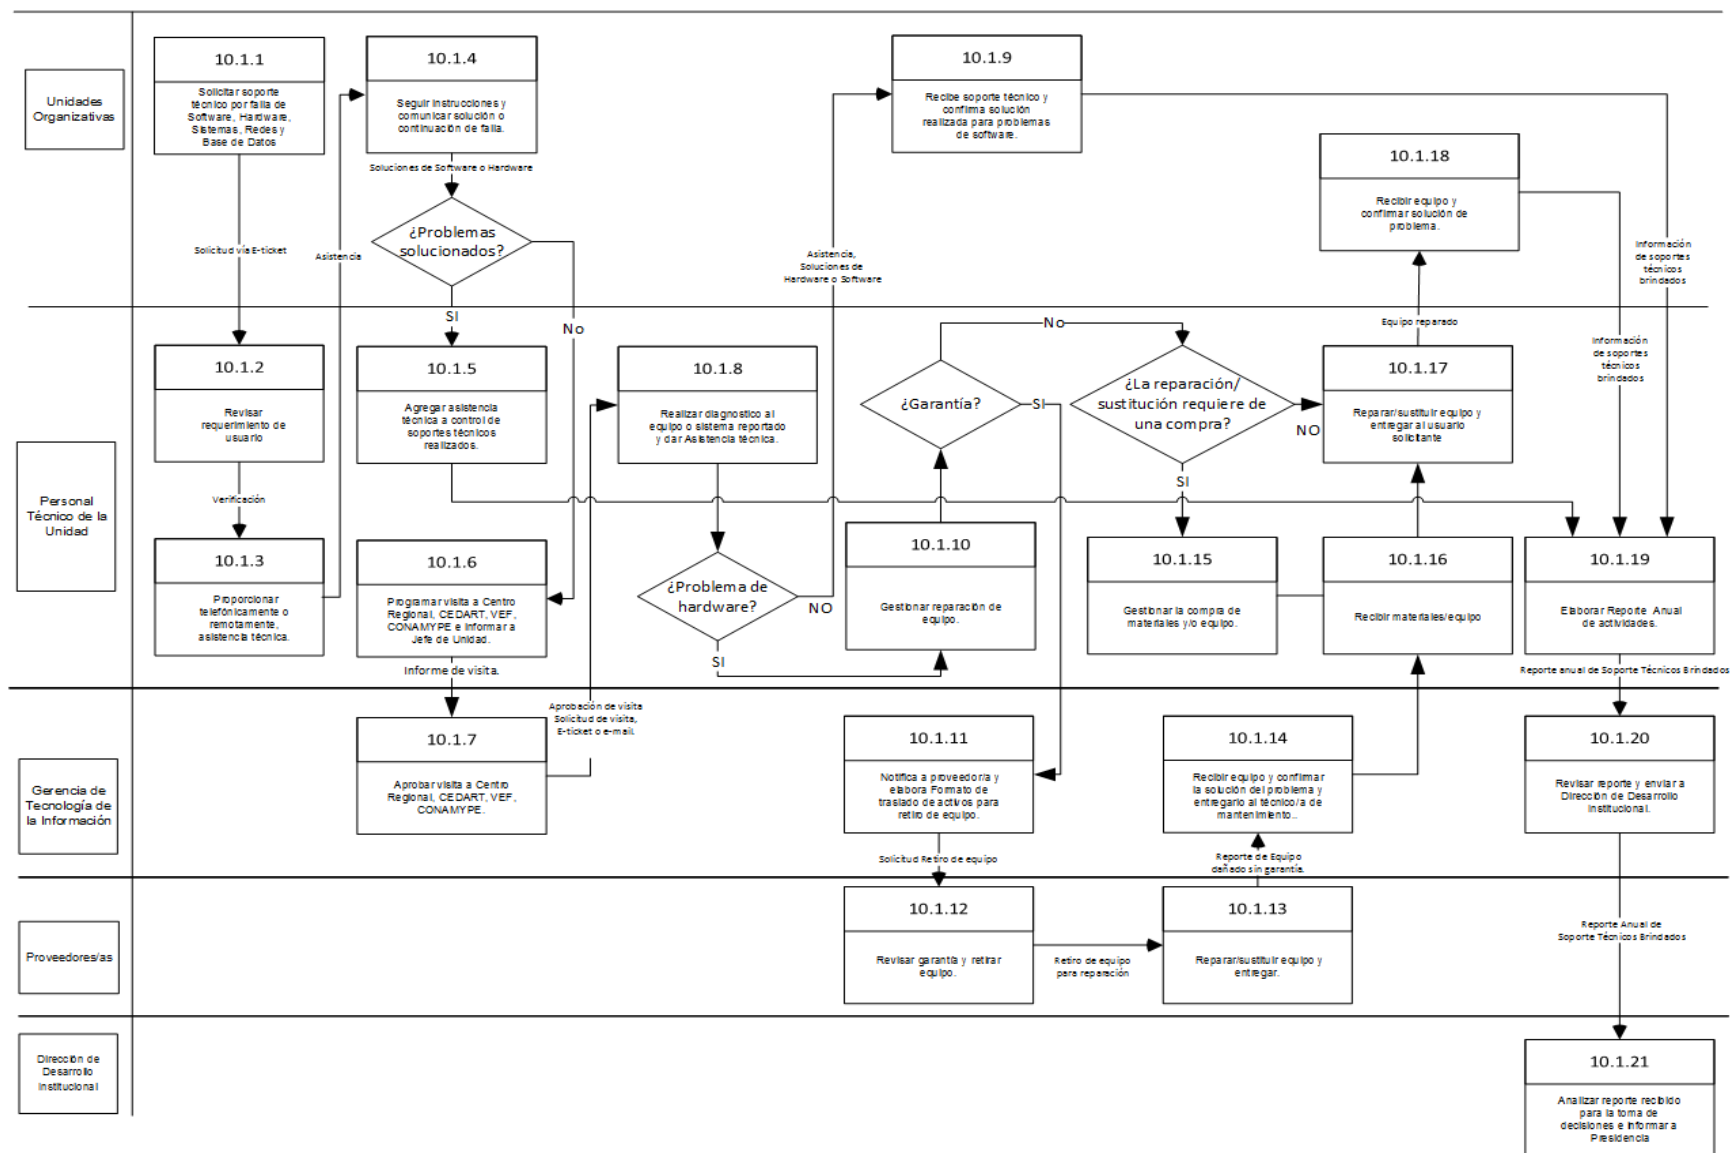 Unidades
Organizativas
10.1.1
Solicitar soporte
técnico por falla de
Software, Hardware,
Sistemas, Redes y
Base de Datos
Solicitud vía E-ticket
Asistencia
10.1.4
Seguir instrucciones y
comunicar solución o
continuación de falla.
Soluciones de Software o Hardware
¿Problemas
solucionados?
SI
No
10.1.9
Recibe soporte técnico y
confirma solución
realizada para problemas
de software.
Asistencia,
Soluciones de
Hardware o Software
10.1.18
Recibir equipo y
confirmar solución de
problema.
Información
de soportes
técnicos
brindados
Personal
Técnico de la
Unidad
10.1.2
Revisar
requerimiento de
usuario
Verificación
10.1.3
Proporcionar
telefónicamente o
remotamente,
asistencia técnica.
10.1.5
Agregar asistencia
técnica a control de
soportes técnicos
realizados.
10.1.6
Programar visita a Centro
Regional, CEDART, VEF,
CONAMYPE e informar a
Jefe de Unidad.
Informe de visita.
10.1.8
Realizar diagnostico al
equipo o sistema reportado
y dar Asistencia técnica.
¿Problema de
hardware?
NO
SI
¿Garantía?
No
SI
10.1.10
Gestionar reparación de
equipo.
¿La reparación/
sustitución requiere de
una compra?
NO
SI
10.1.15
Gestionar la compra de
materiales y/o equipo.
10.1.16
Recibir materiales/equipo
Equipo reparado
10.1.17
Reparar/sustituir equipo y
entregar al usuario
solicitante
Información
de soportes
técnicos
brindados
10.1.19
Elaborar Reporte Anual
de actividades.
Reporte anual de Soporte Técnicos Brindados
Gerencia de
Tecnología de
la Información
10.1.7
Aprobar visita a Centro
Regional, CEDART, VEF,
CONAMYPE.
Aprobación de visita
Solicitud de visita,
E-ticket o e-mail.
10.1.11
Notifica a proveedor/a y
elabora Formato de
traslado de activos para
retiro de equipo.
Solicitud Retiro de equipo
10.1.14
Recibir equipo y confirmar
la solución del problema y
entregarlo al técnico/a de
mantenimiento..
Reporte de Equipo
dañado sin garantía.
10.1.20
Revisar reporte y enviar a
Dirección de Desarrollo
Institucional.
Proveedores/as
10.1.12
Revisar garantía y retirar
equipo.
Retiro de equipo
para reparación
10.1.13
Reparar/sustituir equipo y
entregar.
Reporte Anual de
Soporte Técnicos Brindados
Dirección de
Desarrollo
Institucional
10.1.21
Analizar reporte recibido
para la toma de
decisiones e informar a
Presidencia